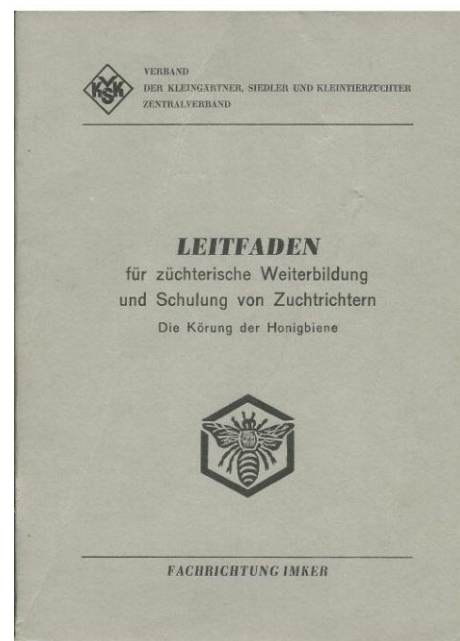 VKSK
VERBAND
DER KLEINGÄRTNER, SIEDLER UND KLEINTIERZÜCHTER
ZENTRALVERBAND
LEITFADEN
für züchterische Weiterbildung
und Schulung von Zuchtrichtern
Die Körung der Honigbiene
FACHRICHTUNG IMKER